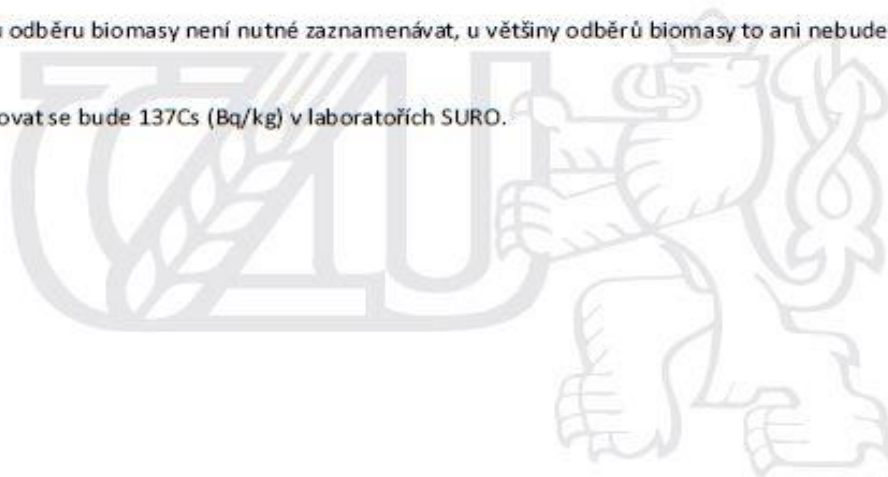 odběru biomasy není nutné zaznamenávat, u většiny odběrů biomasy to ani nebude
ovat se bude 137Cs (Bq/kg) v laboratořích SURO.